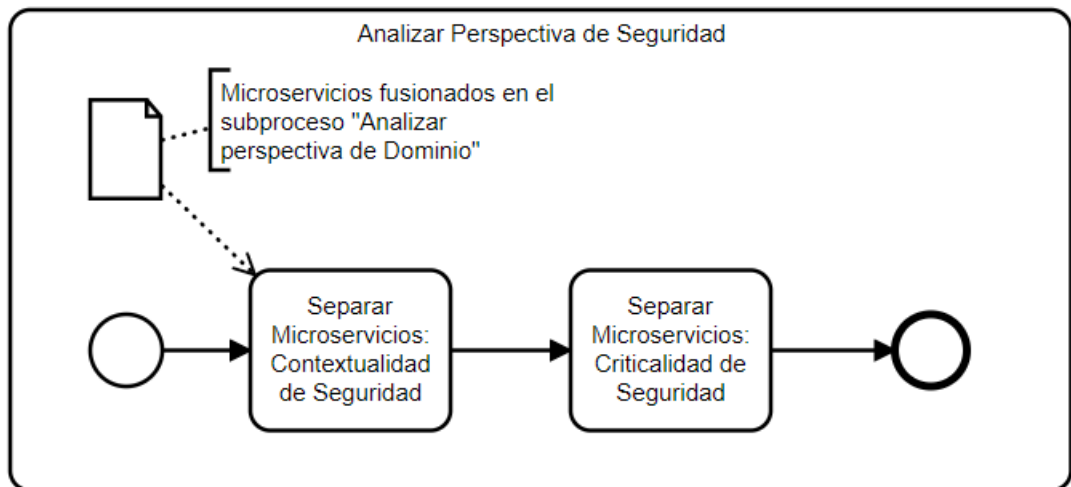 Analizar Perspectiva de Seguridad
Microservicios fusionados en el
subproceso "Analizar
perspectiva de Dominio"
Separar
Microservicios:
Contextualidad
de Seguridad
Separar
Microservicios:
Criticalidad de
Seguridad